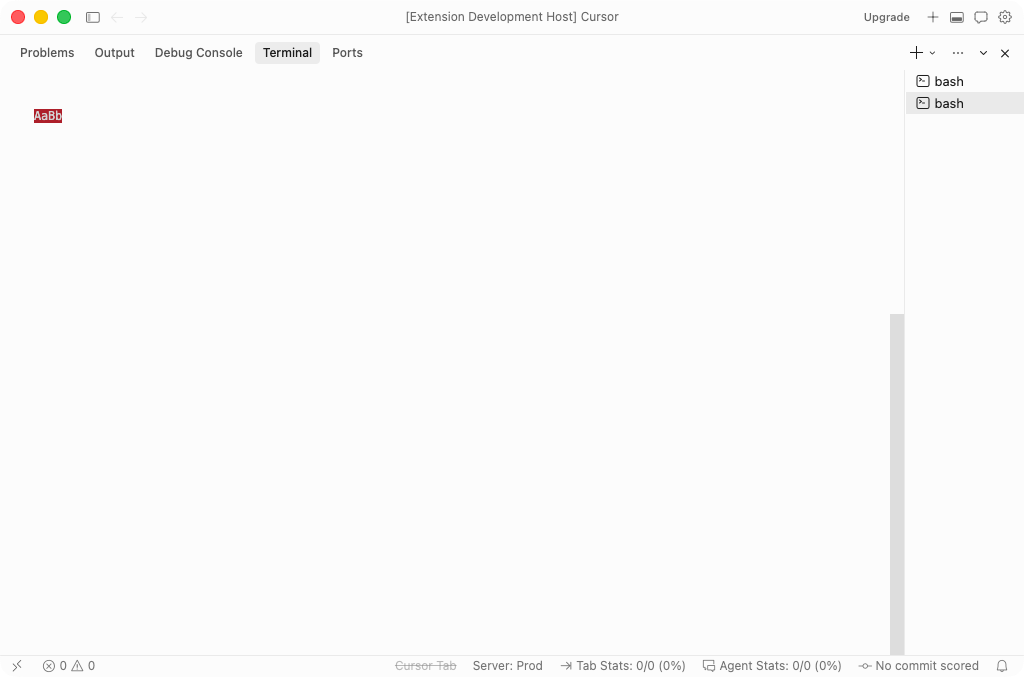 [Extension Development Host] Cursor
Upgrade
Problems
Output
Debug Console
Terminal
Ports
bash
bash
AaBb
0
0
Cursor Tab
Server: Prod
Tab Stats: 0/0 (0%)
Agent Stats: 0/0 (0%)
No commit scored